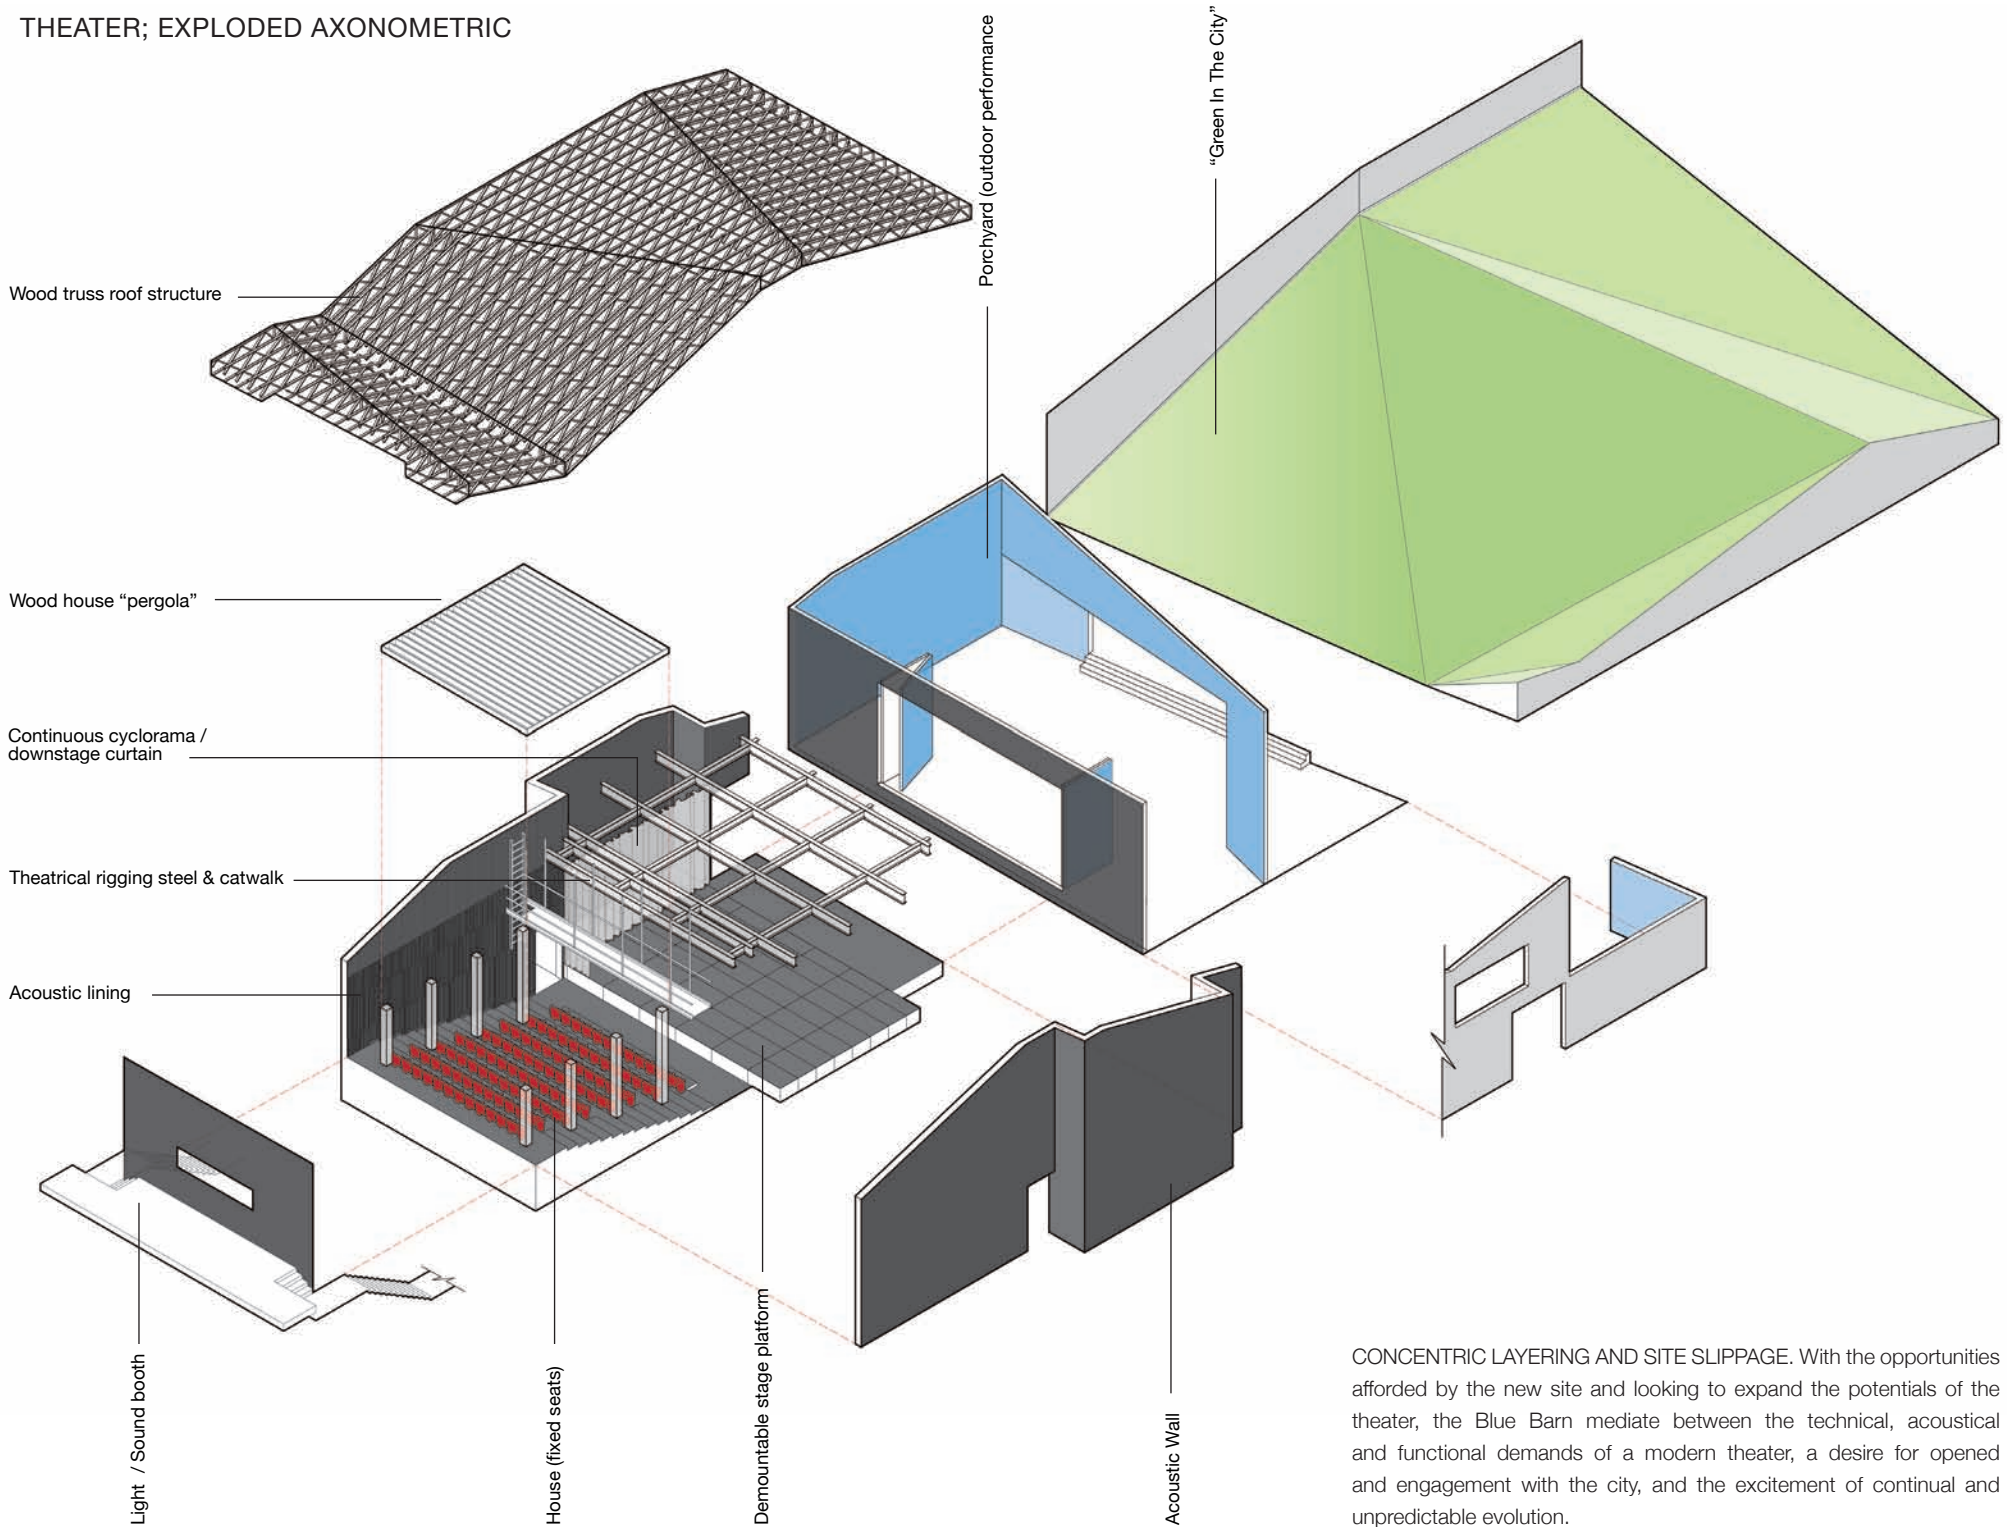 THEATER; EXPLODED AXONOMETRIC
Porchyard (outdoor performance
“Green In The City”
Wood truss roof structure
Wood house “pergola”
Continuous cyclorama /
downstage curtain
Theatrical rigging steel & catwalk
Acoustic lining
Light / Sound booth
House (fixed seats)
Demountable stage platform
Acoustic Wall
CONCENTRIC LAYERING AND SITE SLIPPAGE. With the opportunities
afforded by the new site and looking to expand the potentials of the
theater, the Blue Barn mediate between the technical, acoustical
and functional demands of a modern theater, a desire for opened
and engagement with the city, and the excitement of continual and
unpredictable evolution.